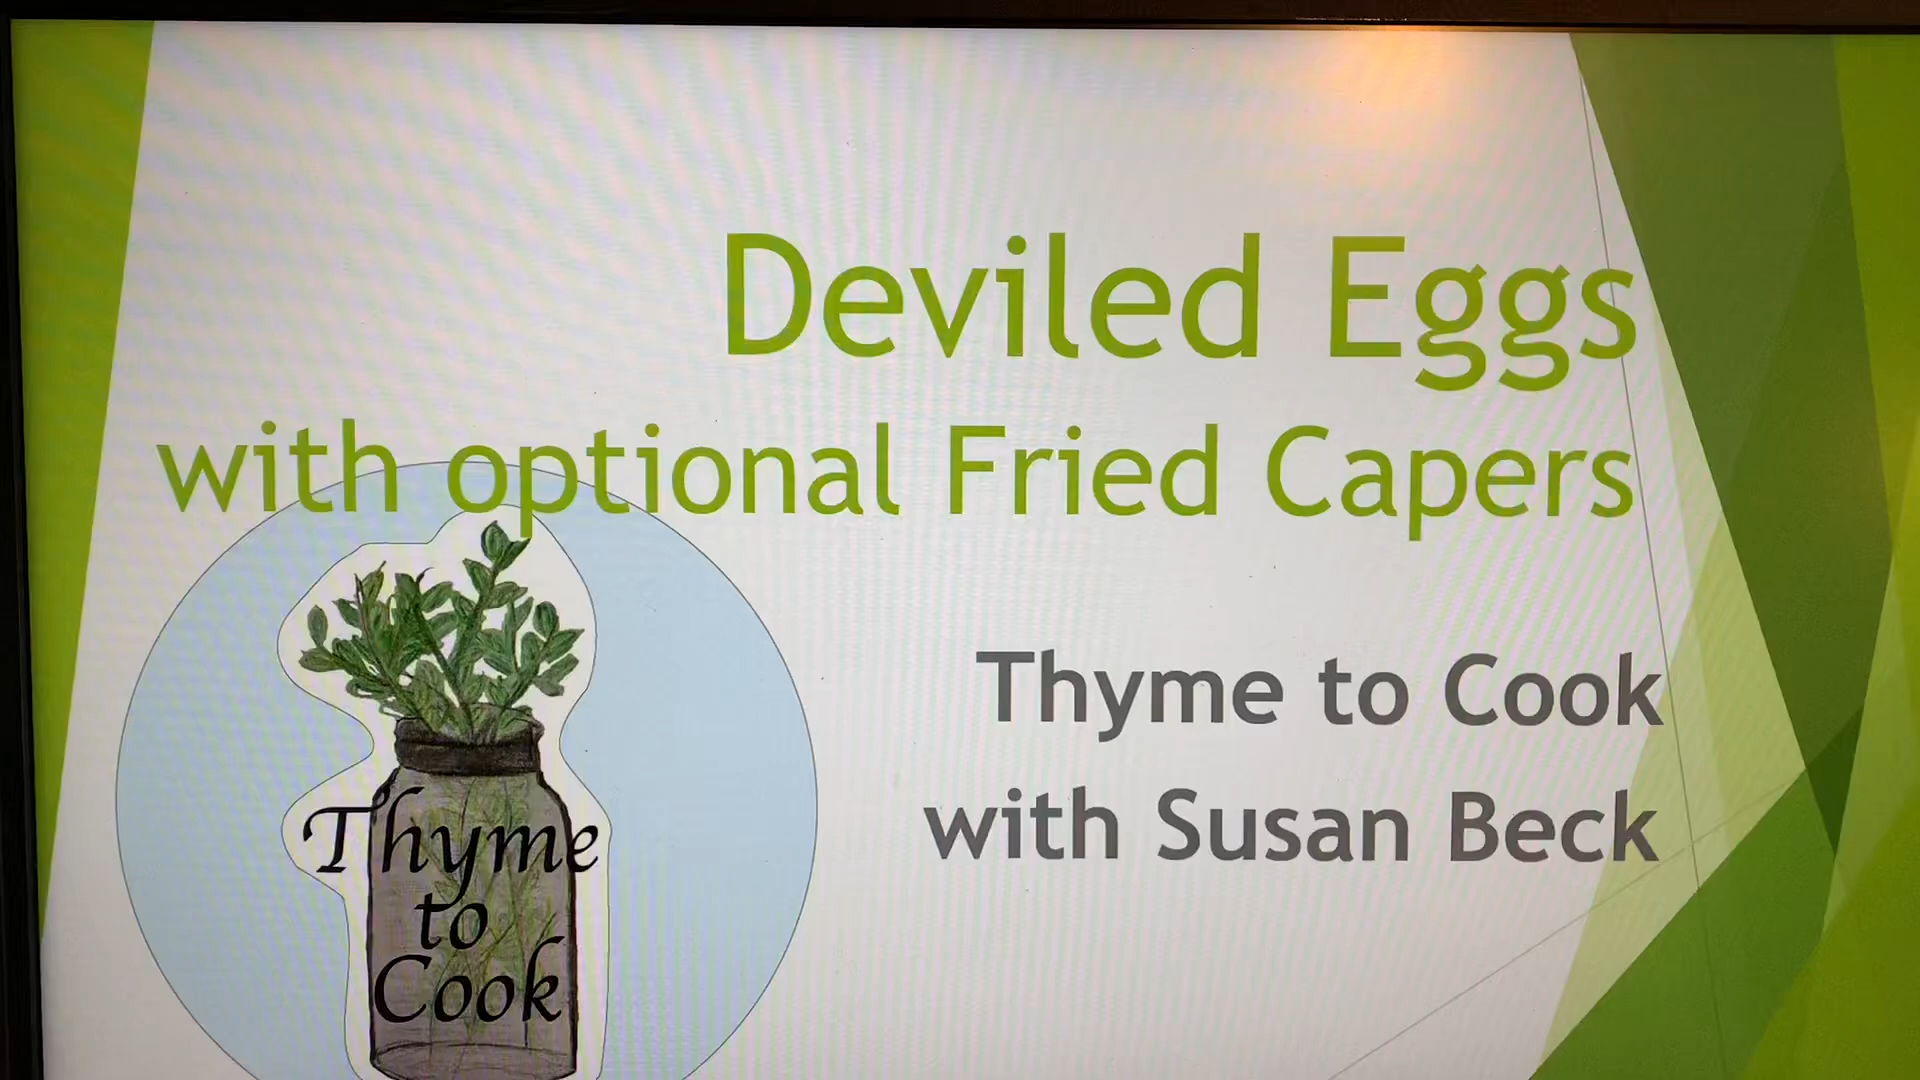 Deviled Eggs
with optional Fried Capers
Thyme to Cook
with Susan Beck
Thyme
to
Cook